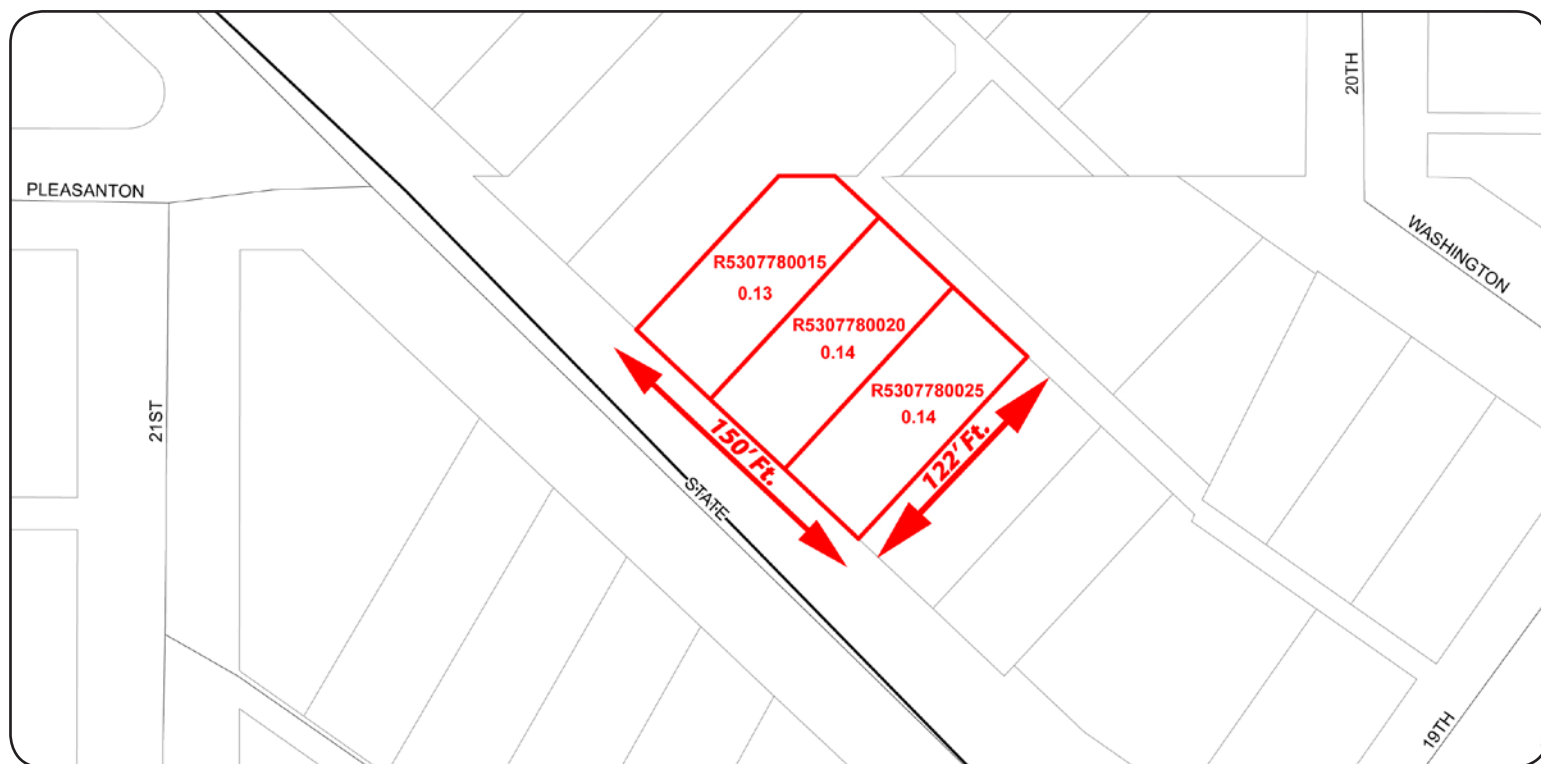 20TH
PLEASANTON
WASHINGTON
R5307780015
0.13
R5307780020
0.14
R5307780025
0.14
21ST
150' Ft.
122' Ft.
STATE
19TH